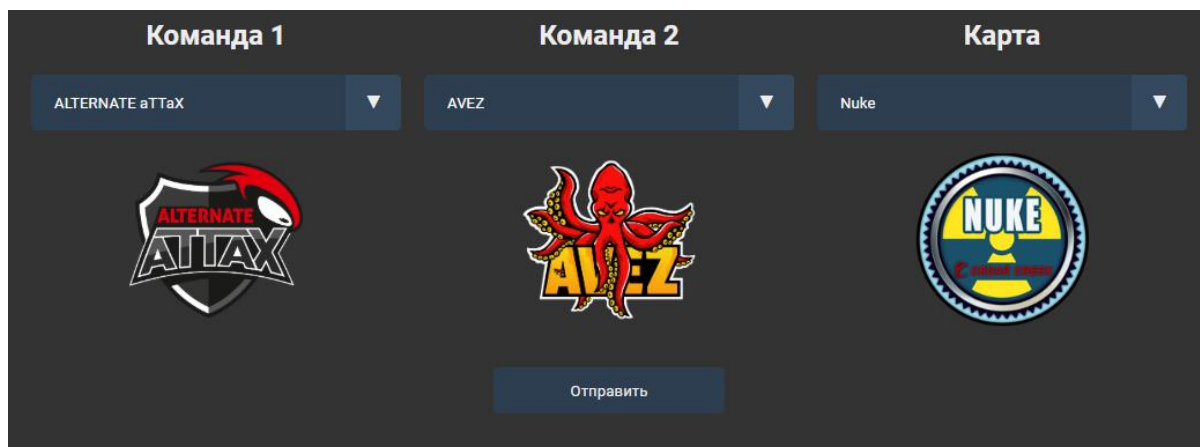 Команда 1
Команда 2
Карта
ALTERNATE aTTaX
▼
AVEZ
▼
Nuke
▼
ALTERNATE
ATTAX
AVEZ
NUKE
Отправить